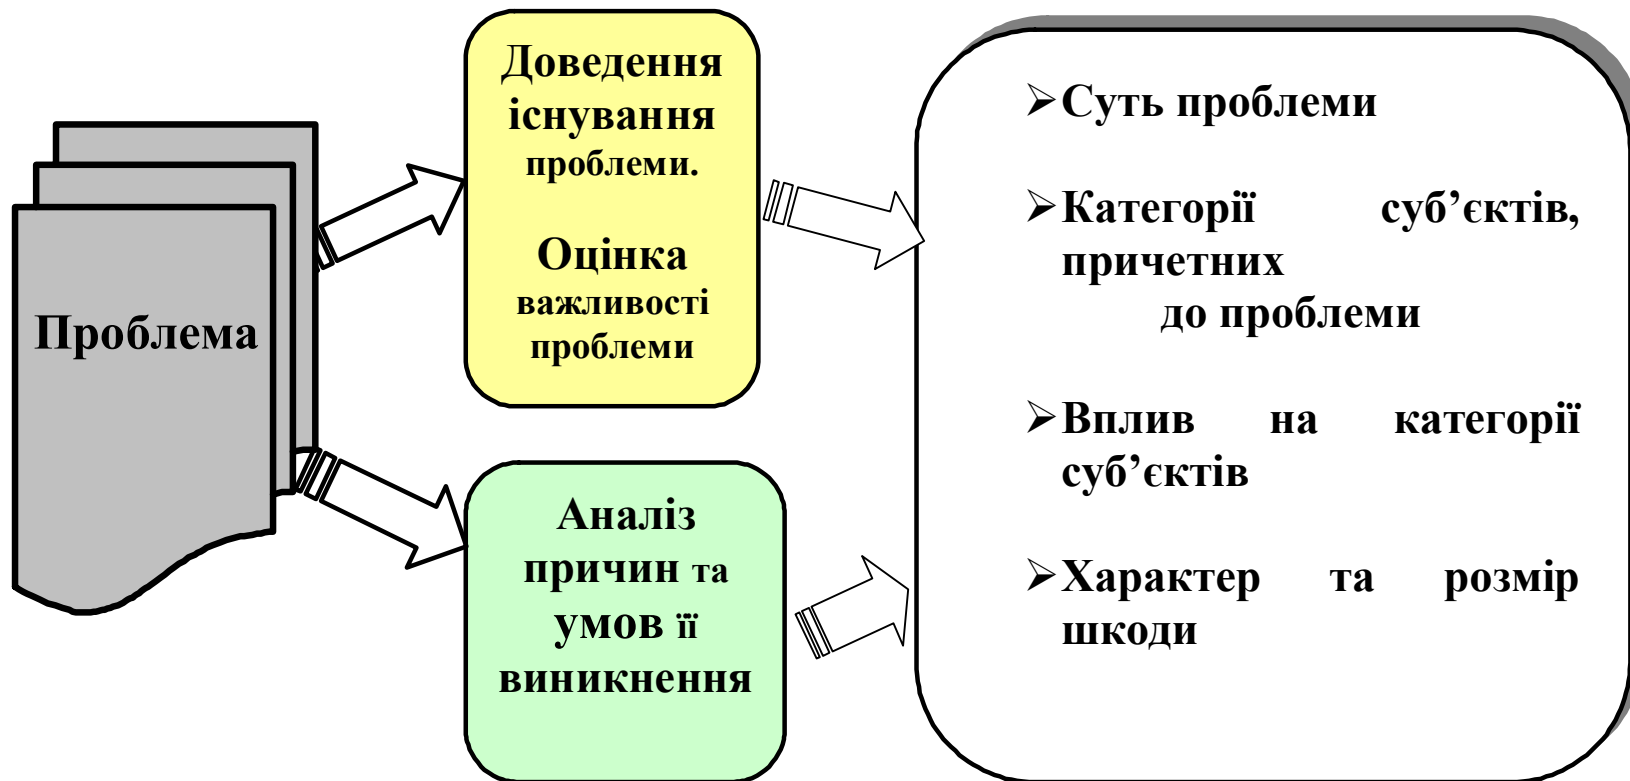 Проблема
Доведення
існування
проблеми.
Оцінка
важливості
проблеми
Аналіз
причин та
умов її
виникнення
➢Суть проблеми
➢Категорії суб’єктів,
причетних
до проблеми
➢Вплив на категорії
суб’єктів
➢Характер та розмір
шкоди